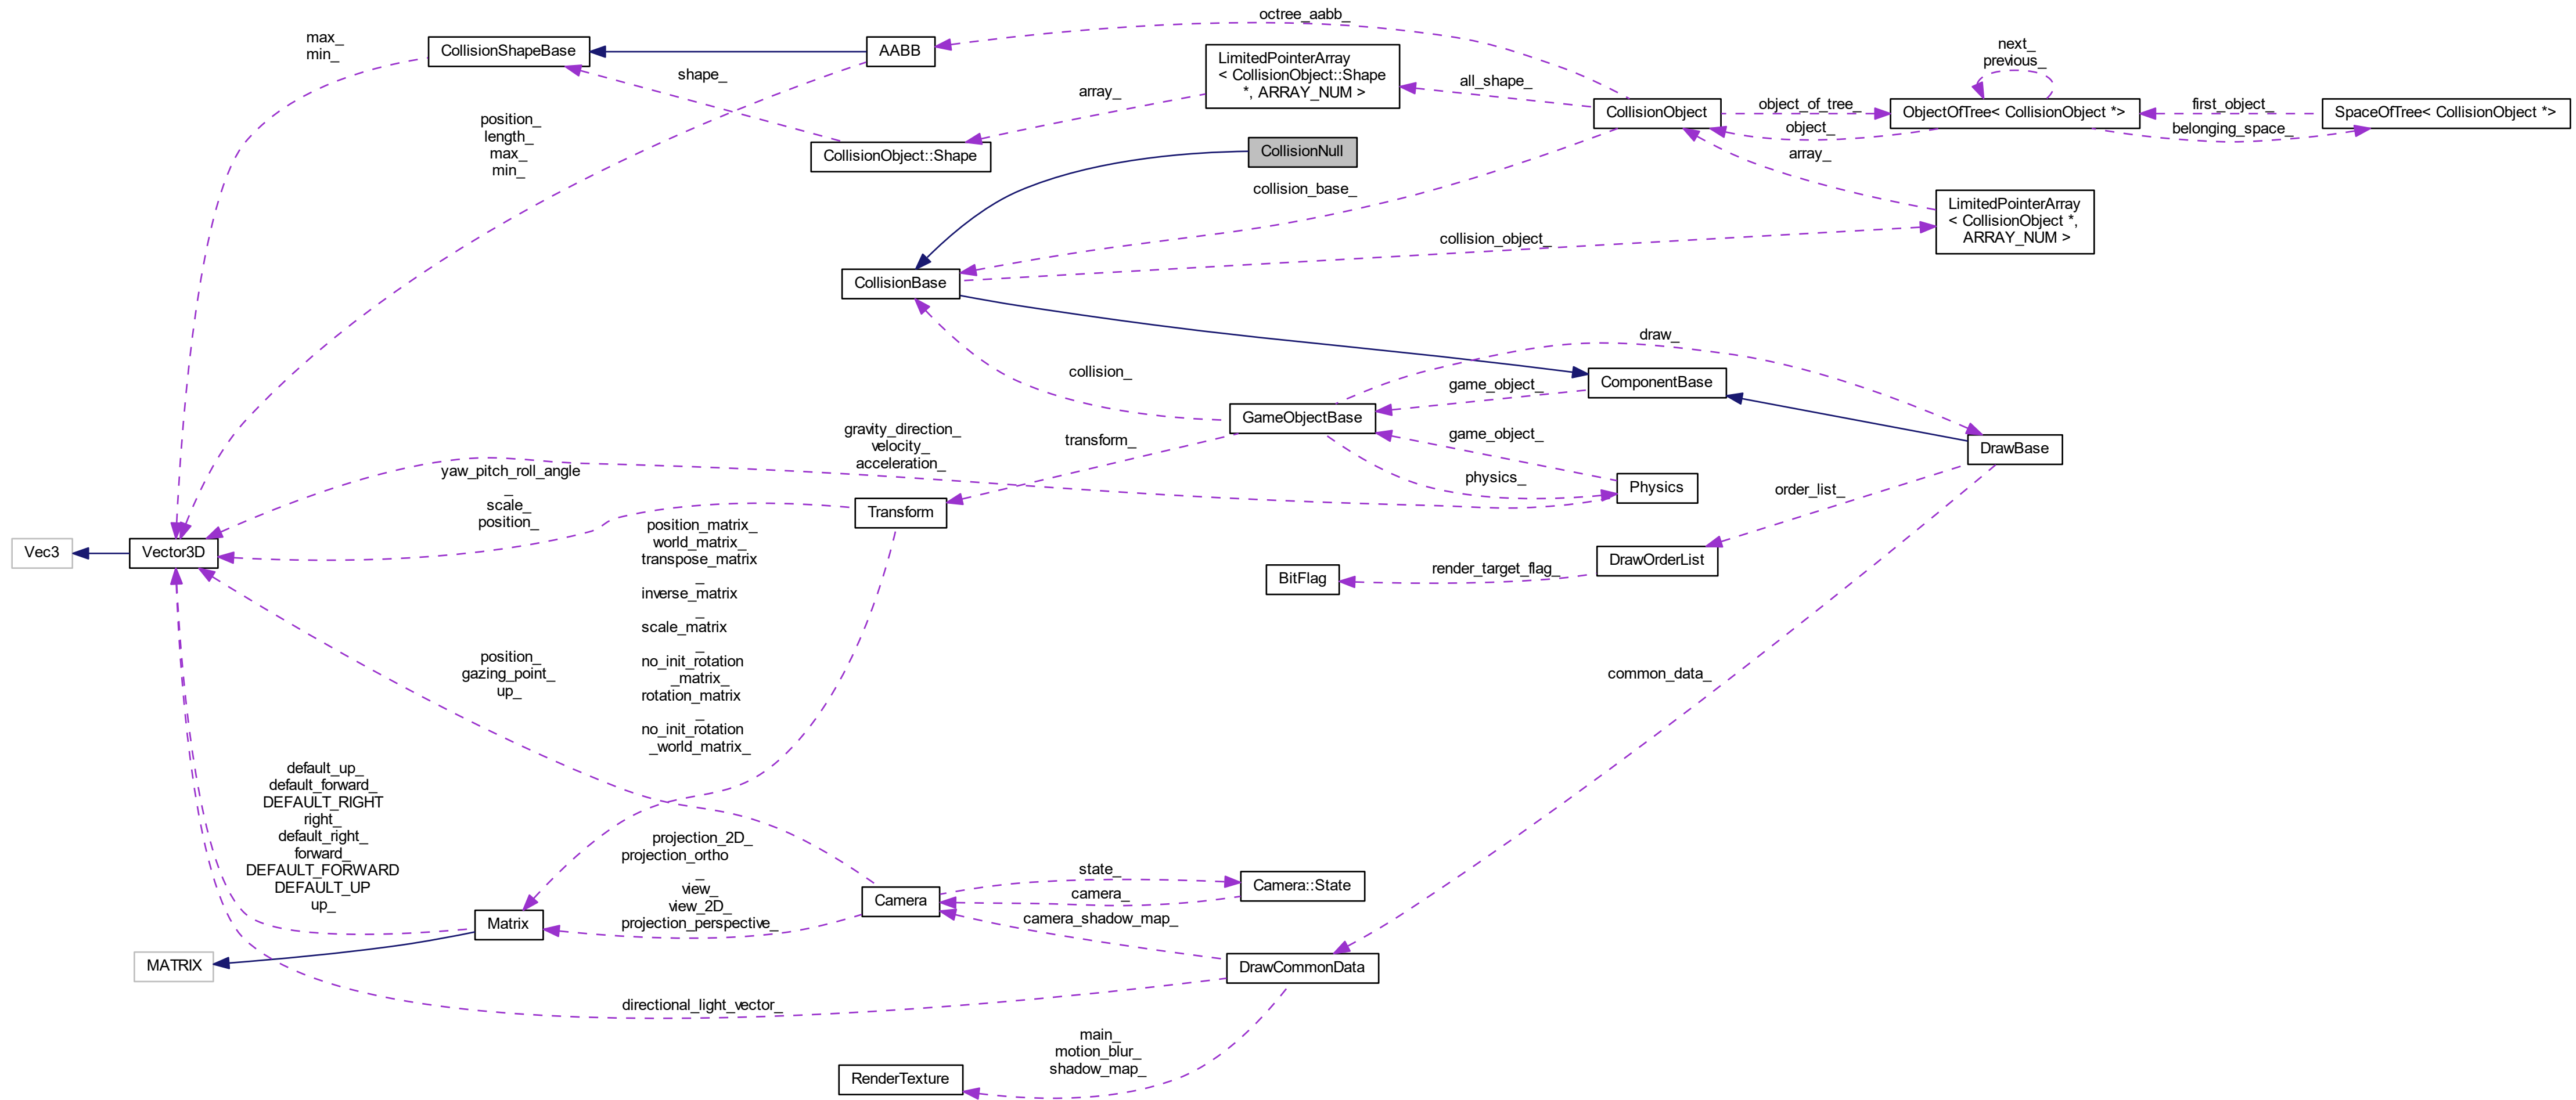 octree_aabb_
max_
min_
CollisionShapeBase
AABB
shape_
LimitedPointerArray
< CollisionObject::Shape
*, ARRAY_NUM >
all_shape_
array_
next_
previous_
CollisionObject
object_of_tree_
object_
ObjectOfTree< CollisionObject *>
first_object_
belonging_space_
SpaceOfTree< CollisionObject *>
position_
length_
max_
min_
CollisionObject::Shape
CollisionNull
array_
collision_base_
LimitedPointerArray
< CollisionObject *,
ARRAY_NUM >
collision_object_
CollisionBase
draw_
collision_
game_object_
ComponentBase
GameObjectBase
transform_
game_object_
DrawBase
gravity_direction_
velocity_
acceleration_
yaw_pitch_roll_angle
_
scale_
position_
physics_
Physics
order_list_
Transform
Vec3
Vector3D
position_matrix_
world_matrix_
transpose_matrix
_
inverse_matrix
_
scale_matrix
_
no_init_rotation
_matrix_
rotation_matrix
_
no_init_rotation
_world_matrix_
BitFlag
render_target_flag_
DrawOrderList
position_
gazing_point_
up_
common_data_
default_up_
default_forward_
DEFAULT_RIGHT
right_
default_right_
forward_
DEFAULT_FORWARD
DEFAULT_UP
up_
projection_2D_
projection_ortho
_
view_
view_2D_
projection_perspective_
Camera
state_
camera_
Camera::State
camera_shadow_map_
Matrix
MATRIX
DrawCommonData
directional_light_vector_
main_
motion_blur_
shadow_map_
RenderTexture